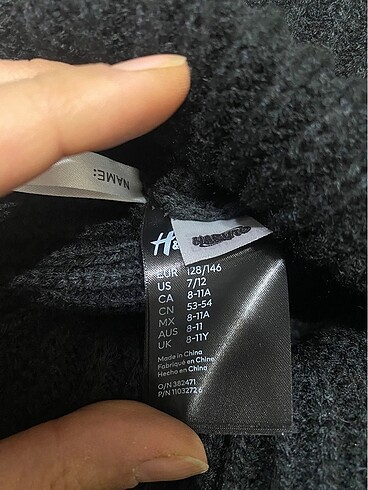 NAME:
H&
EUR 128/146
US 7/12
CA 8-11A
CN 53-54
MX 8-11A
AUS 8-11
UK 8-11Y
Made in China
Fabriqué en Chine
Hecho en China
O/N 382471
P/N 1103272 6